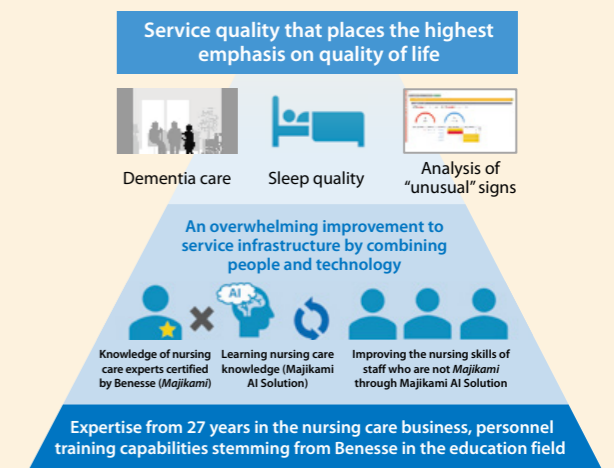 Service quality that places the highest
emphasis on quality of life
Dementia care
Sleep quality
Analysis of
“unusual” signs
An overwhelming improvement to
service infrastructure by combining
people and technology
AI
Knowledge of nursing
care experts certified
by Benesse (Majikami)
Learning nursing care
knowledge (Majikami
AI Solution)
Improving the nursing skills of
staff who are not Majikami
through Majikami AI Solution
Expertise from 27 years in the nursing care business, personnel
training capabilities stemming from Benesse in the education field